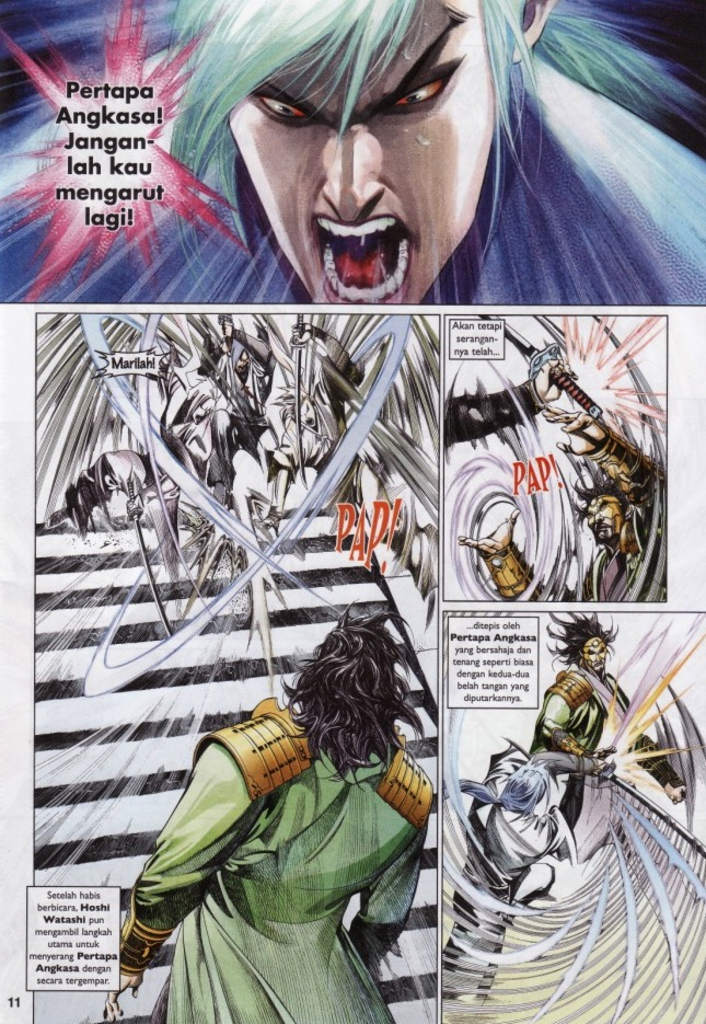 Pertapa
Angkasa!
Jangan-
lah kau
mengarut
lagi!
Marilah!
PAP!
Setelah habis
berbicara, Hoshi
Watashi pun
mengambil langkah
utama untuk
menyerang Pertapa
Angkasa dengan
secara tergempar.
Akan tetapi
serangan-
nya telah...
PAP!
...ditepis oleh
Pertapa Angkasa
yang bersahaja dan
tenang seperti biasa
dengan kedua-dua
belah tangan yang
diputarkannya.
11